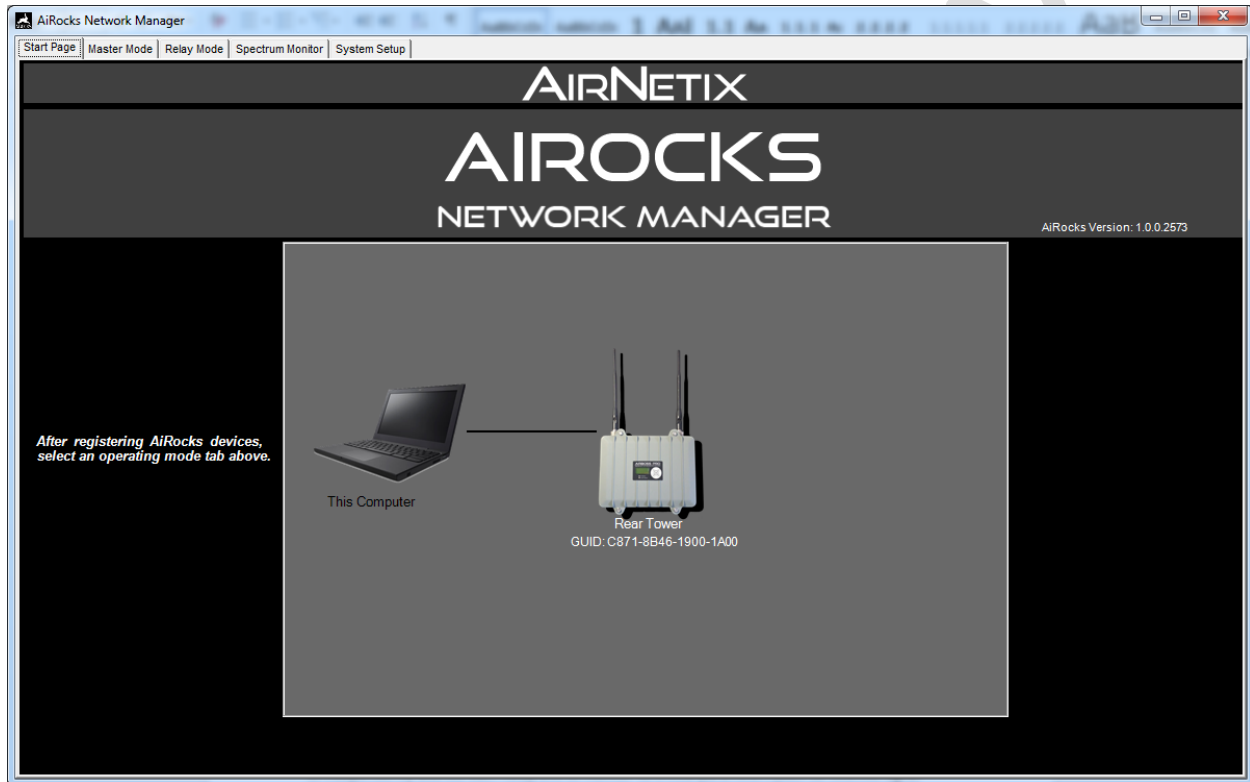 AiRocks Network Manager
Start Page Master Mode Relay Mode Spectrum Monitor System Setup
AIRNETIX
AIROCKS
NETWORK MANAGER
AiRocks Version: 1.0.0.2573
After registering AiRocks devices,
select an operating mode tab above.
This Computer
Rear Tower
GUID: C871-8B46-1900-1A00